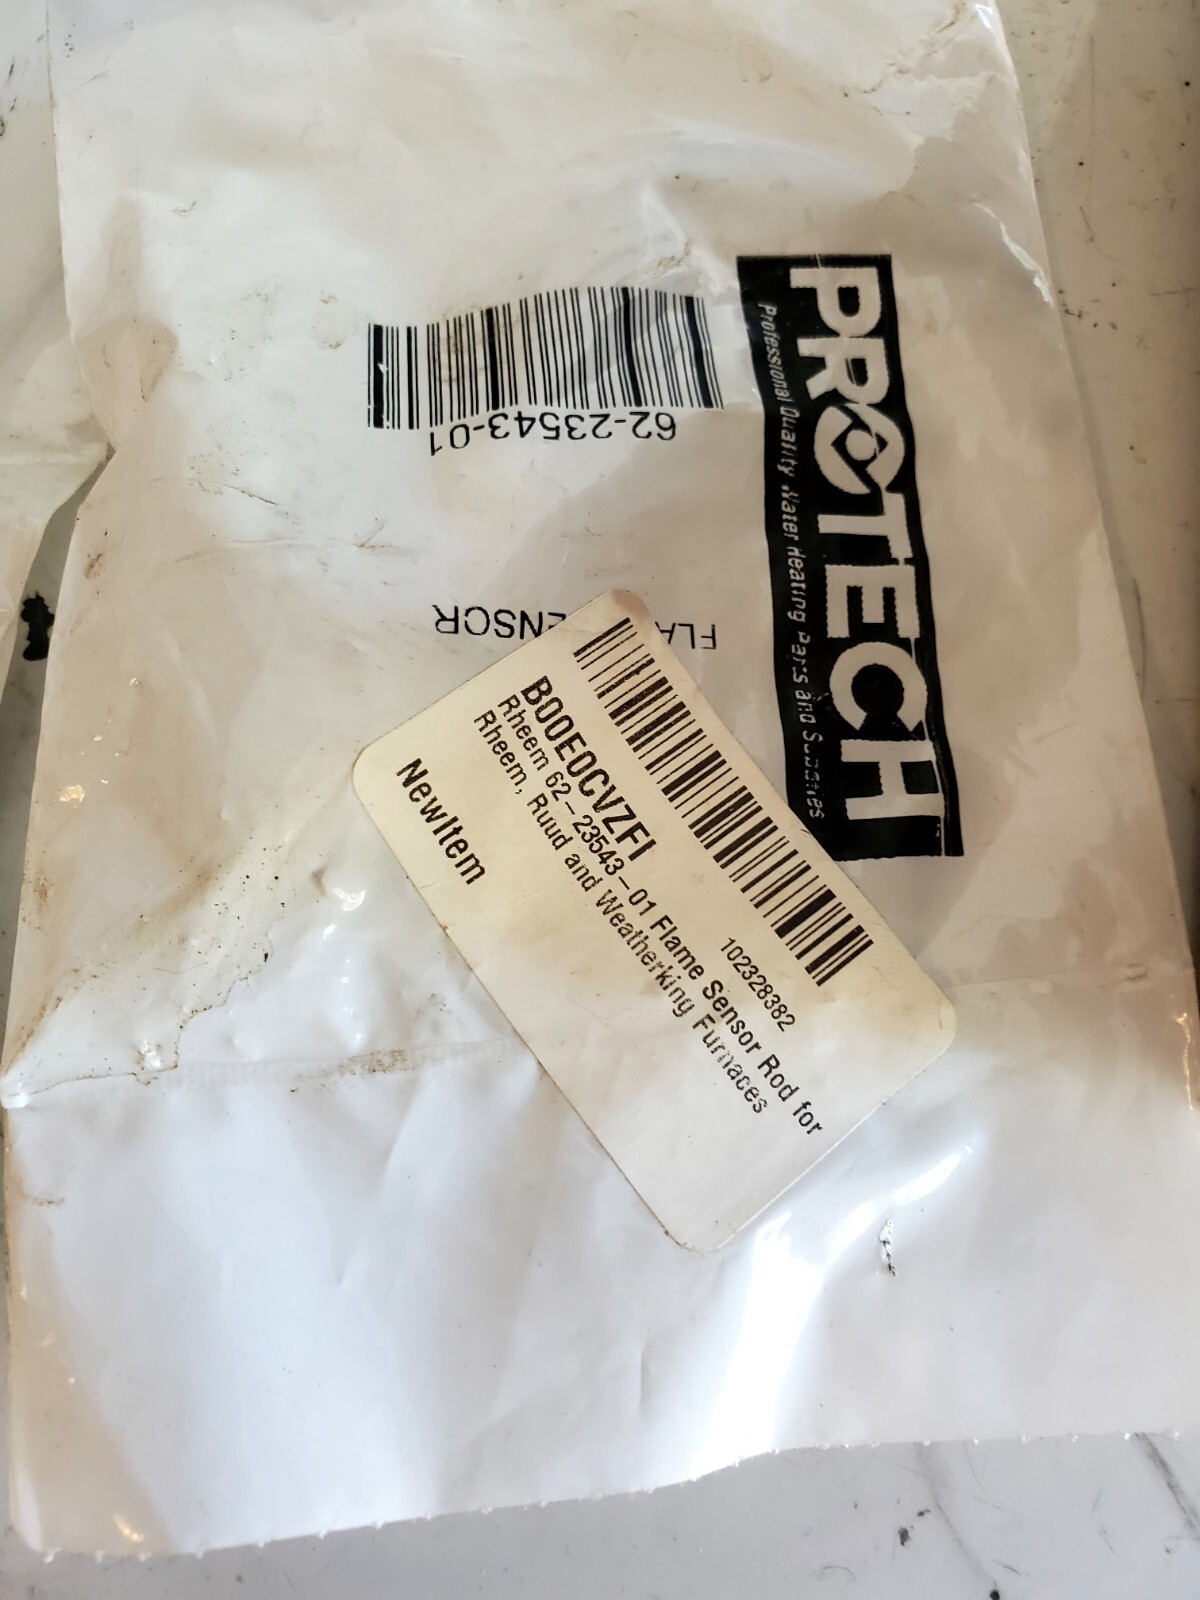 PROTECH
Professional Quality Water Heating Parts and
62-23543-01
FLA ENSOR
102328382
B00E0CVZFI
Rheem 62-23543-01 Flame Sensor Rod for
Rheem, Ruud and Weatherking Furnaces
NewItem